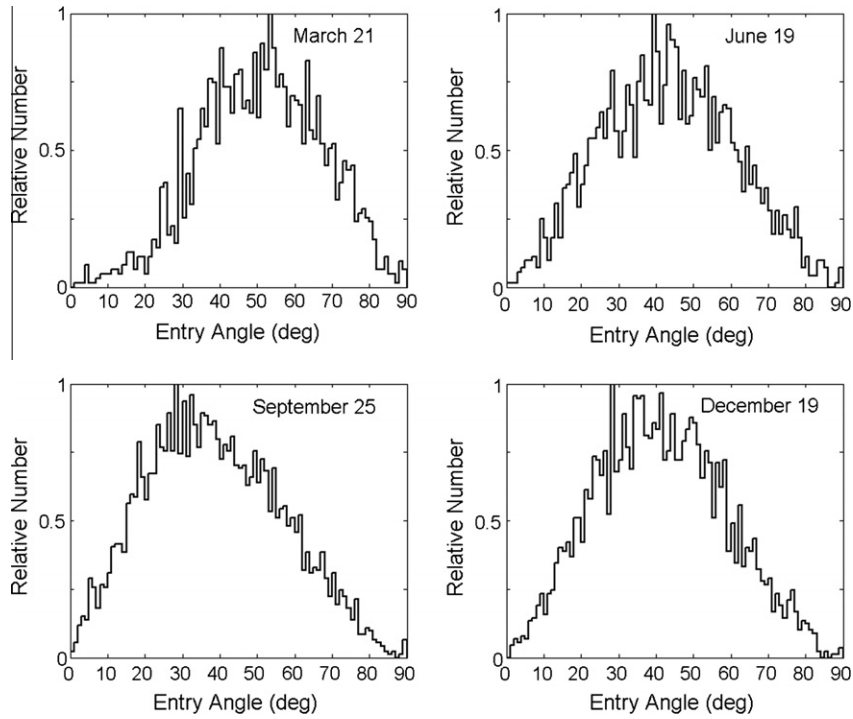 1
March 21
Relative Number
0.5
0
0 10 20 30 40 50 60 70 80 90
Entry Angle (deg)
1
June 19
Relative Number
0.5
0
0 10 20 30 40 50 60 70 80 90
Entry Angle (deg)
1
September 25
Relative Number
0.5
0
0 10 20 30 40 50 60 70 80 90
Entry Angle (deg)
1
December 19
Relative Number
0.5
0
0 10 20 30 40 50 60 70 80 90
Entry Angle (deg)